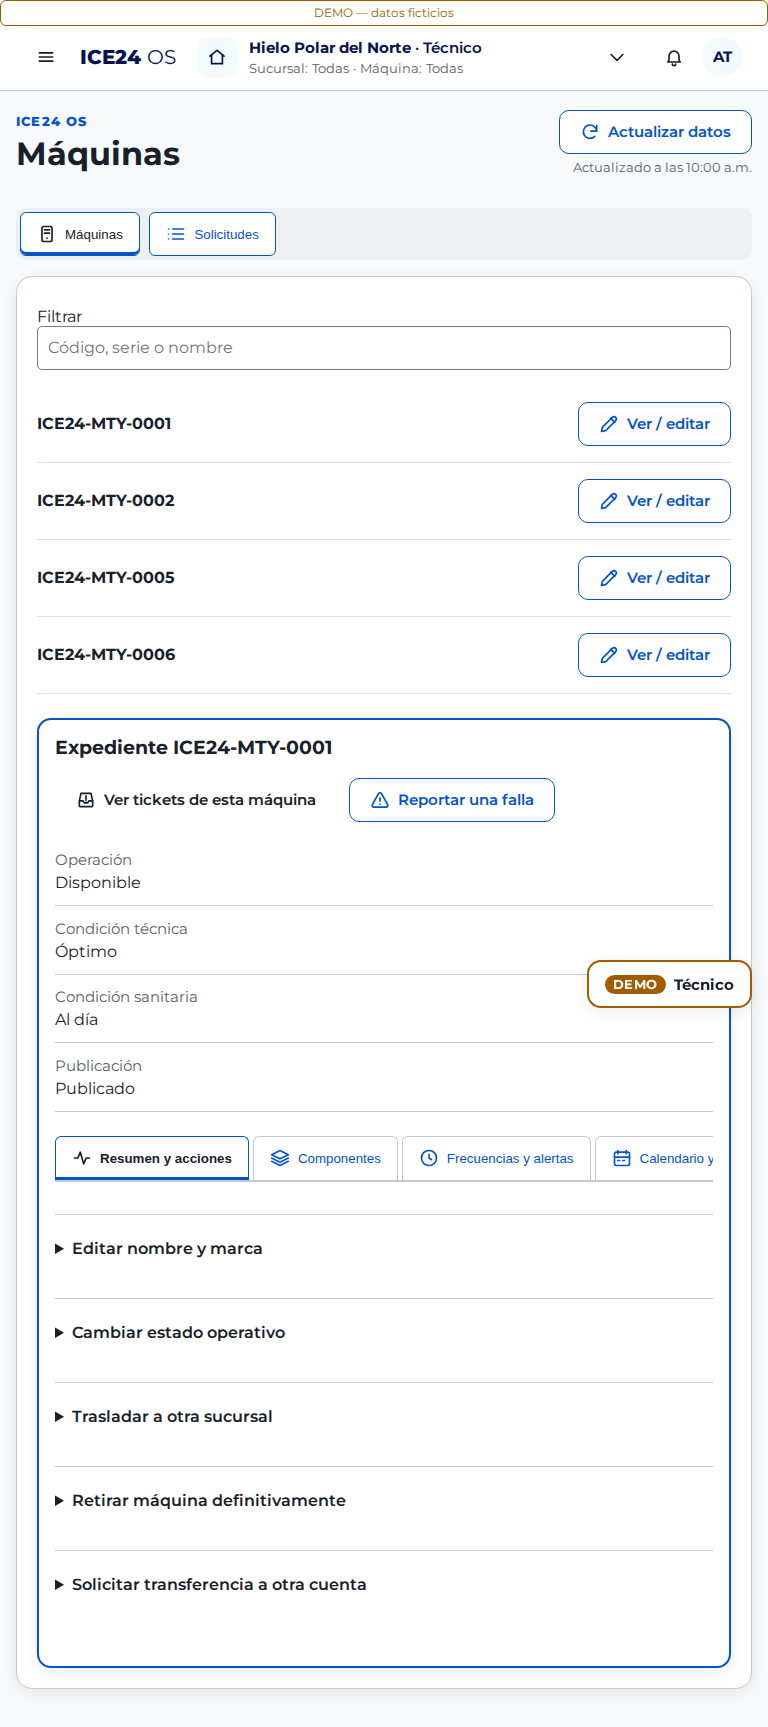 DEMO — datos ficticios
ICE24 OS
Hielo Polar del Norte · Técnico
Sucursal: Todas · Máquina: Todas
AT
ICE24 OS
Máquinas
Actualizar datos
Actualizado a las 10:00 a.m.
Máquinas
Solicitudes
Filtrar
Código, serie o nombre
ICE24-MTY-0001
Ver / editar
ICE24-MTY-0002
Ver / editar
ICE24-MTY-0005
Ver / editar
ICE24-MTY-0006
Ver / editar
Expediente ICE24-MTY-0001
Ver tickets de esta máquina
Reportar una falla
Operación
Disponible
Condición técnica
Óptimo
DEMO Técnico
Condición sanitaria
Al día
Publicación
Publicado
Resumen y acciones
Componentes
Frecuencias y alertas
Calendario y
Editar nombre y marca
Cambiar estado operativo
Trasladar a otra sucursal
Retirar máquina definitivamente
Solicitar transferencia a otra cuenta